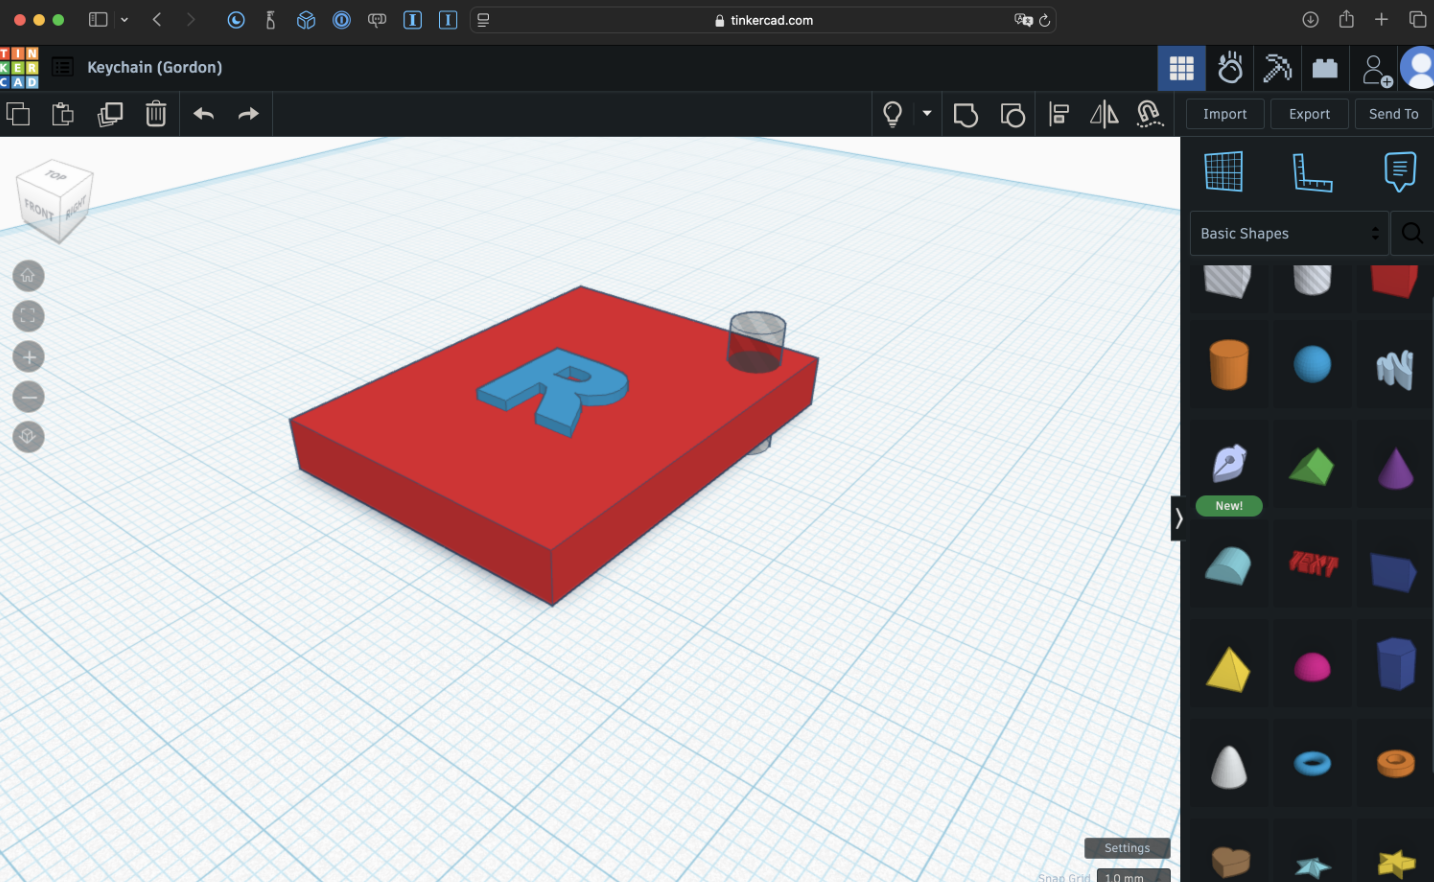 tinkercad.com
TIN
KER
CAD
Keychain (Gordon)
Import
Export
Send To
TOP
FRONT
RIGHT
Basic Shapes
R
New!
TEXT
Settings
Snap Grid
1.0 mm